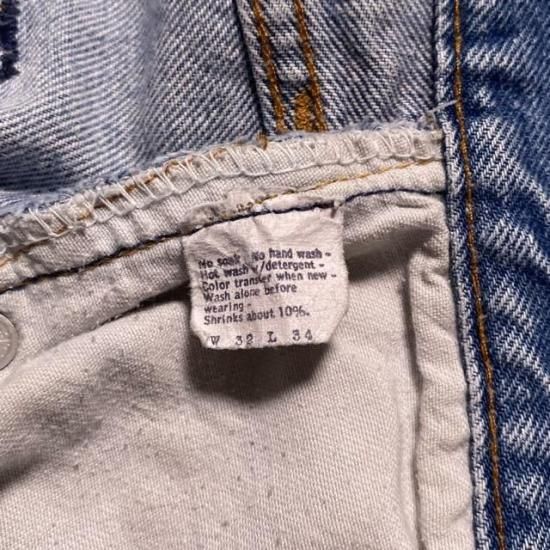 No soak - No hand wash -
Hot wash w/detergent -
Color transfer when new -
Wash alone before
wearing -
Shrinks about 10%.
W 32 L 34